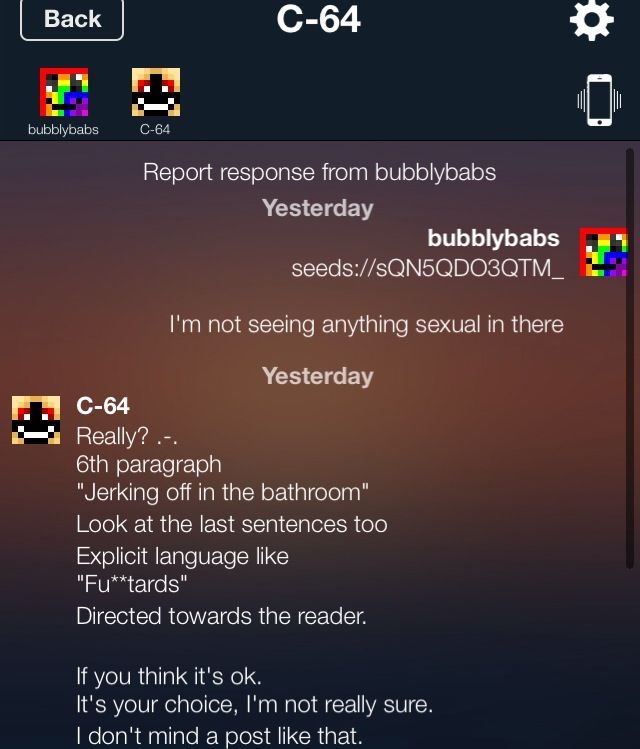 Back
C-64
bubblybabs
C-64
Report response from bubblybabs
Yesterday
bubblybabs
seeds://sQN5QDO3QTM_
I'm not seeing anything sexual in there
Yesterday
C-64
Really? .-.
6th paragraph
"Jerking off in the bathroom"
Look at the last sentences too
Explicit language like
"Fu**tards"
Directed towards the reader.
If you think it's ok.
It's your choice, I'm not really sure.
I don't mind a post like that.